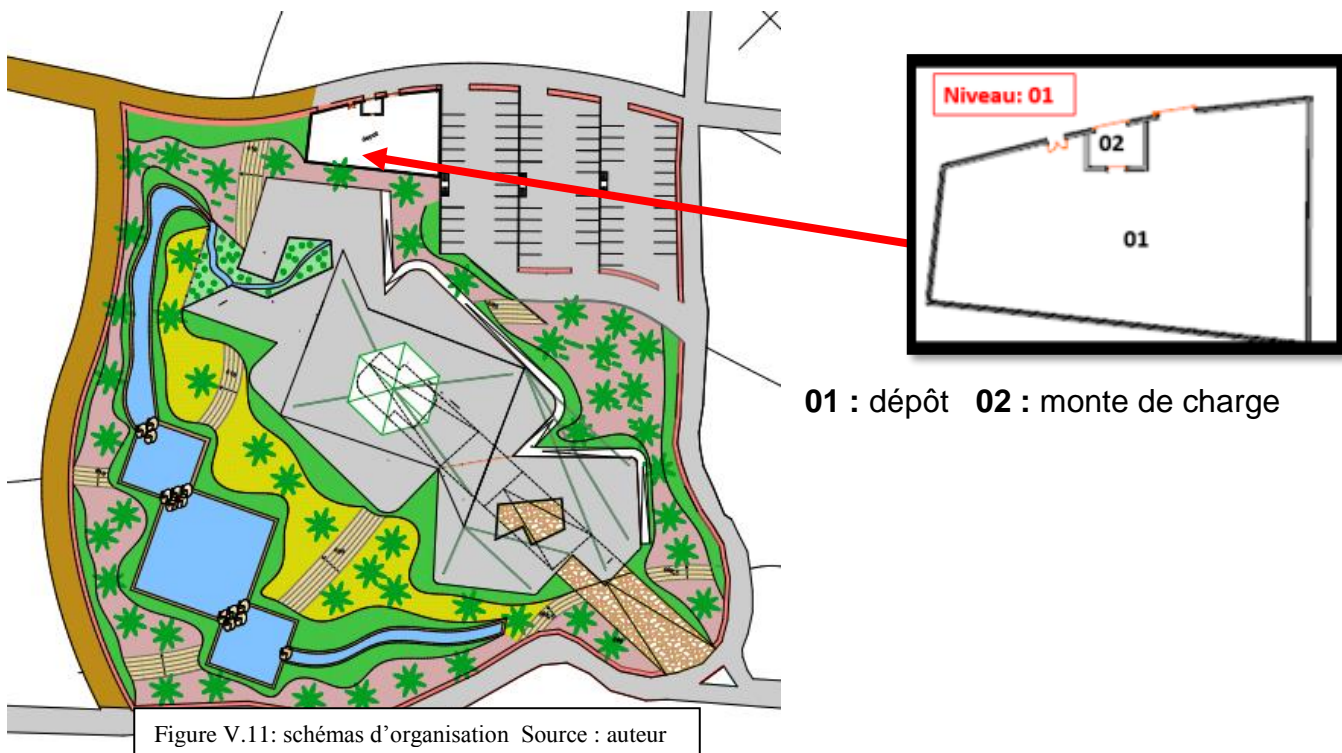 Niveau: 01
02
01
01 : dépôt 02 : monte de charge
Figure V.11: schémas d'organisation Source : auteur